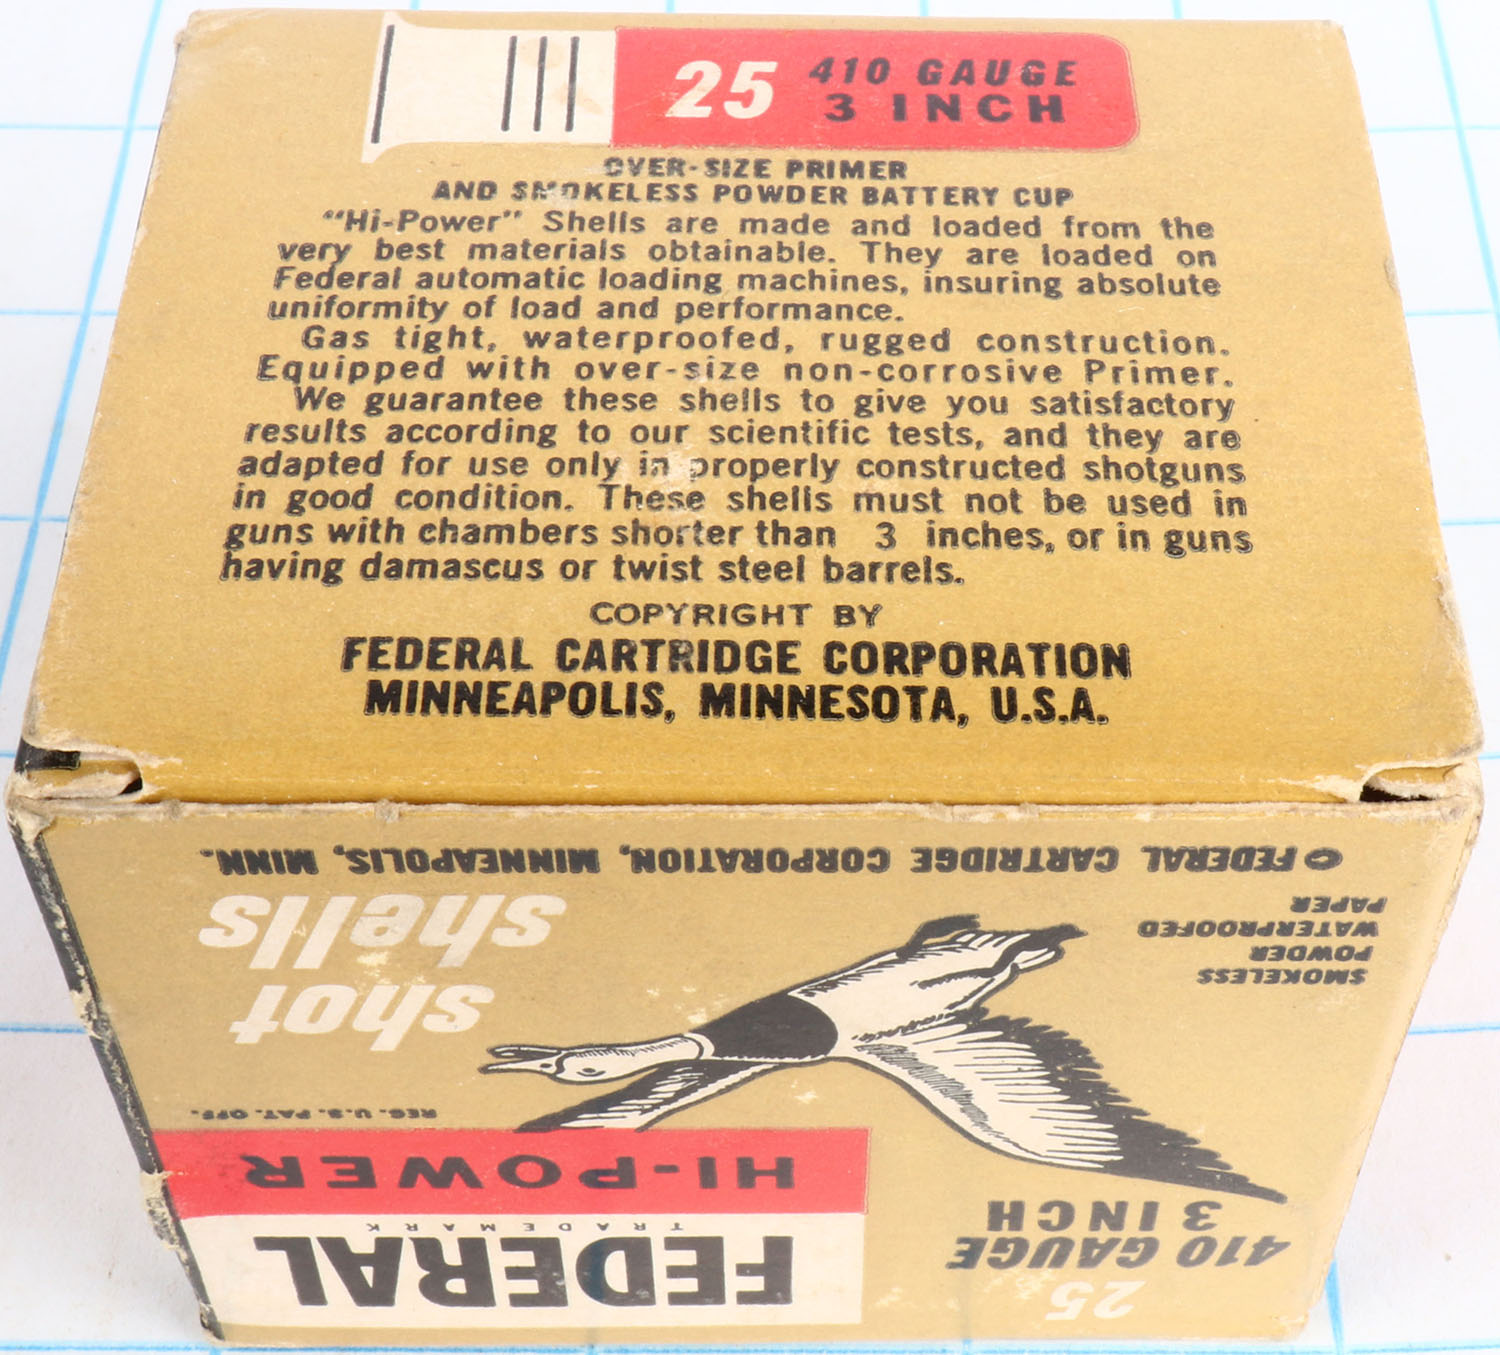 25 410 GAUGE
3 INCH
OVER-SIZE PRIMER
AND SMOKELESS POWDER BATTERY CUP
"Hi-Power" Shells are made and loaded from the
very best materials obtainable. They are loaded on
Federal automatic loading machines, insuring absolute
uniformity of load and performance.
Gas tight, waterproofed, rugged construction.
Equipped with over-size non-corrosive Primer.
We guarantee these shells to give you satisfactory
results according to our scientific tests, and they are
adapted for use only in properly constructed shotguns
in good condition. These shells must not be used in
guns with chambers shorter than 3 inches, or in guns
having damascus or twist steel barrels.
COPYRIGHT BY
FEDERAL CARTRIDGE CORPORATION
MINNEAPOLIS, MINNESOTA, U.S.A.
25
410 GAUGE
3 INCH
FEDERAL
TRADEMARK
HI-POWER
REG. U.S. PAT. OFF.
shot
shells
SMOKELESS
POWDER
WATERPROOFED
PAPER
© FEDERAL CARTRIDGE CORPORATION, MINNEAPOLIS, MINN.